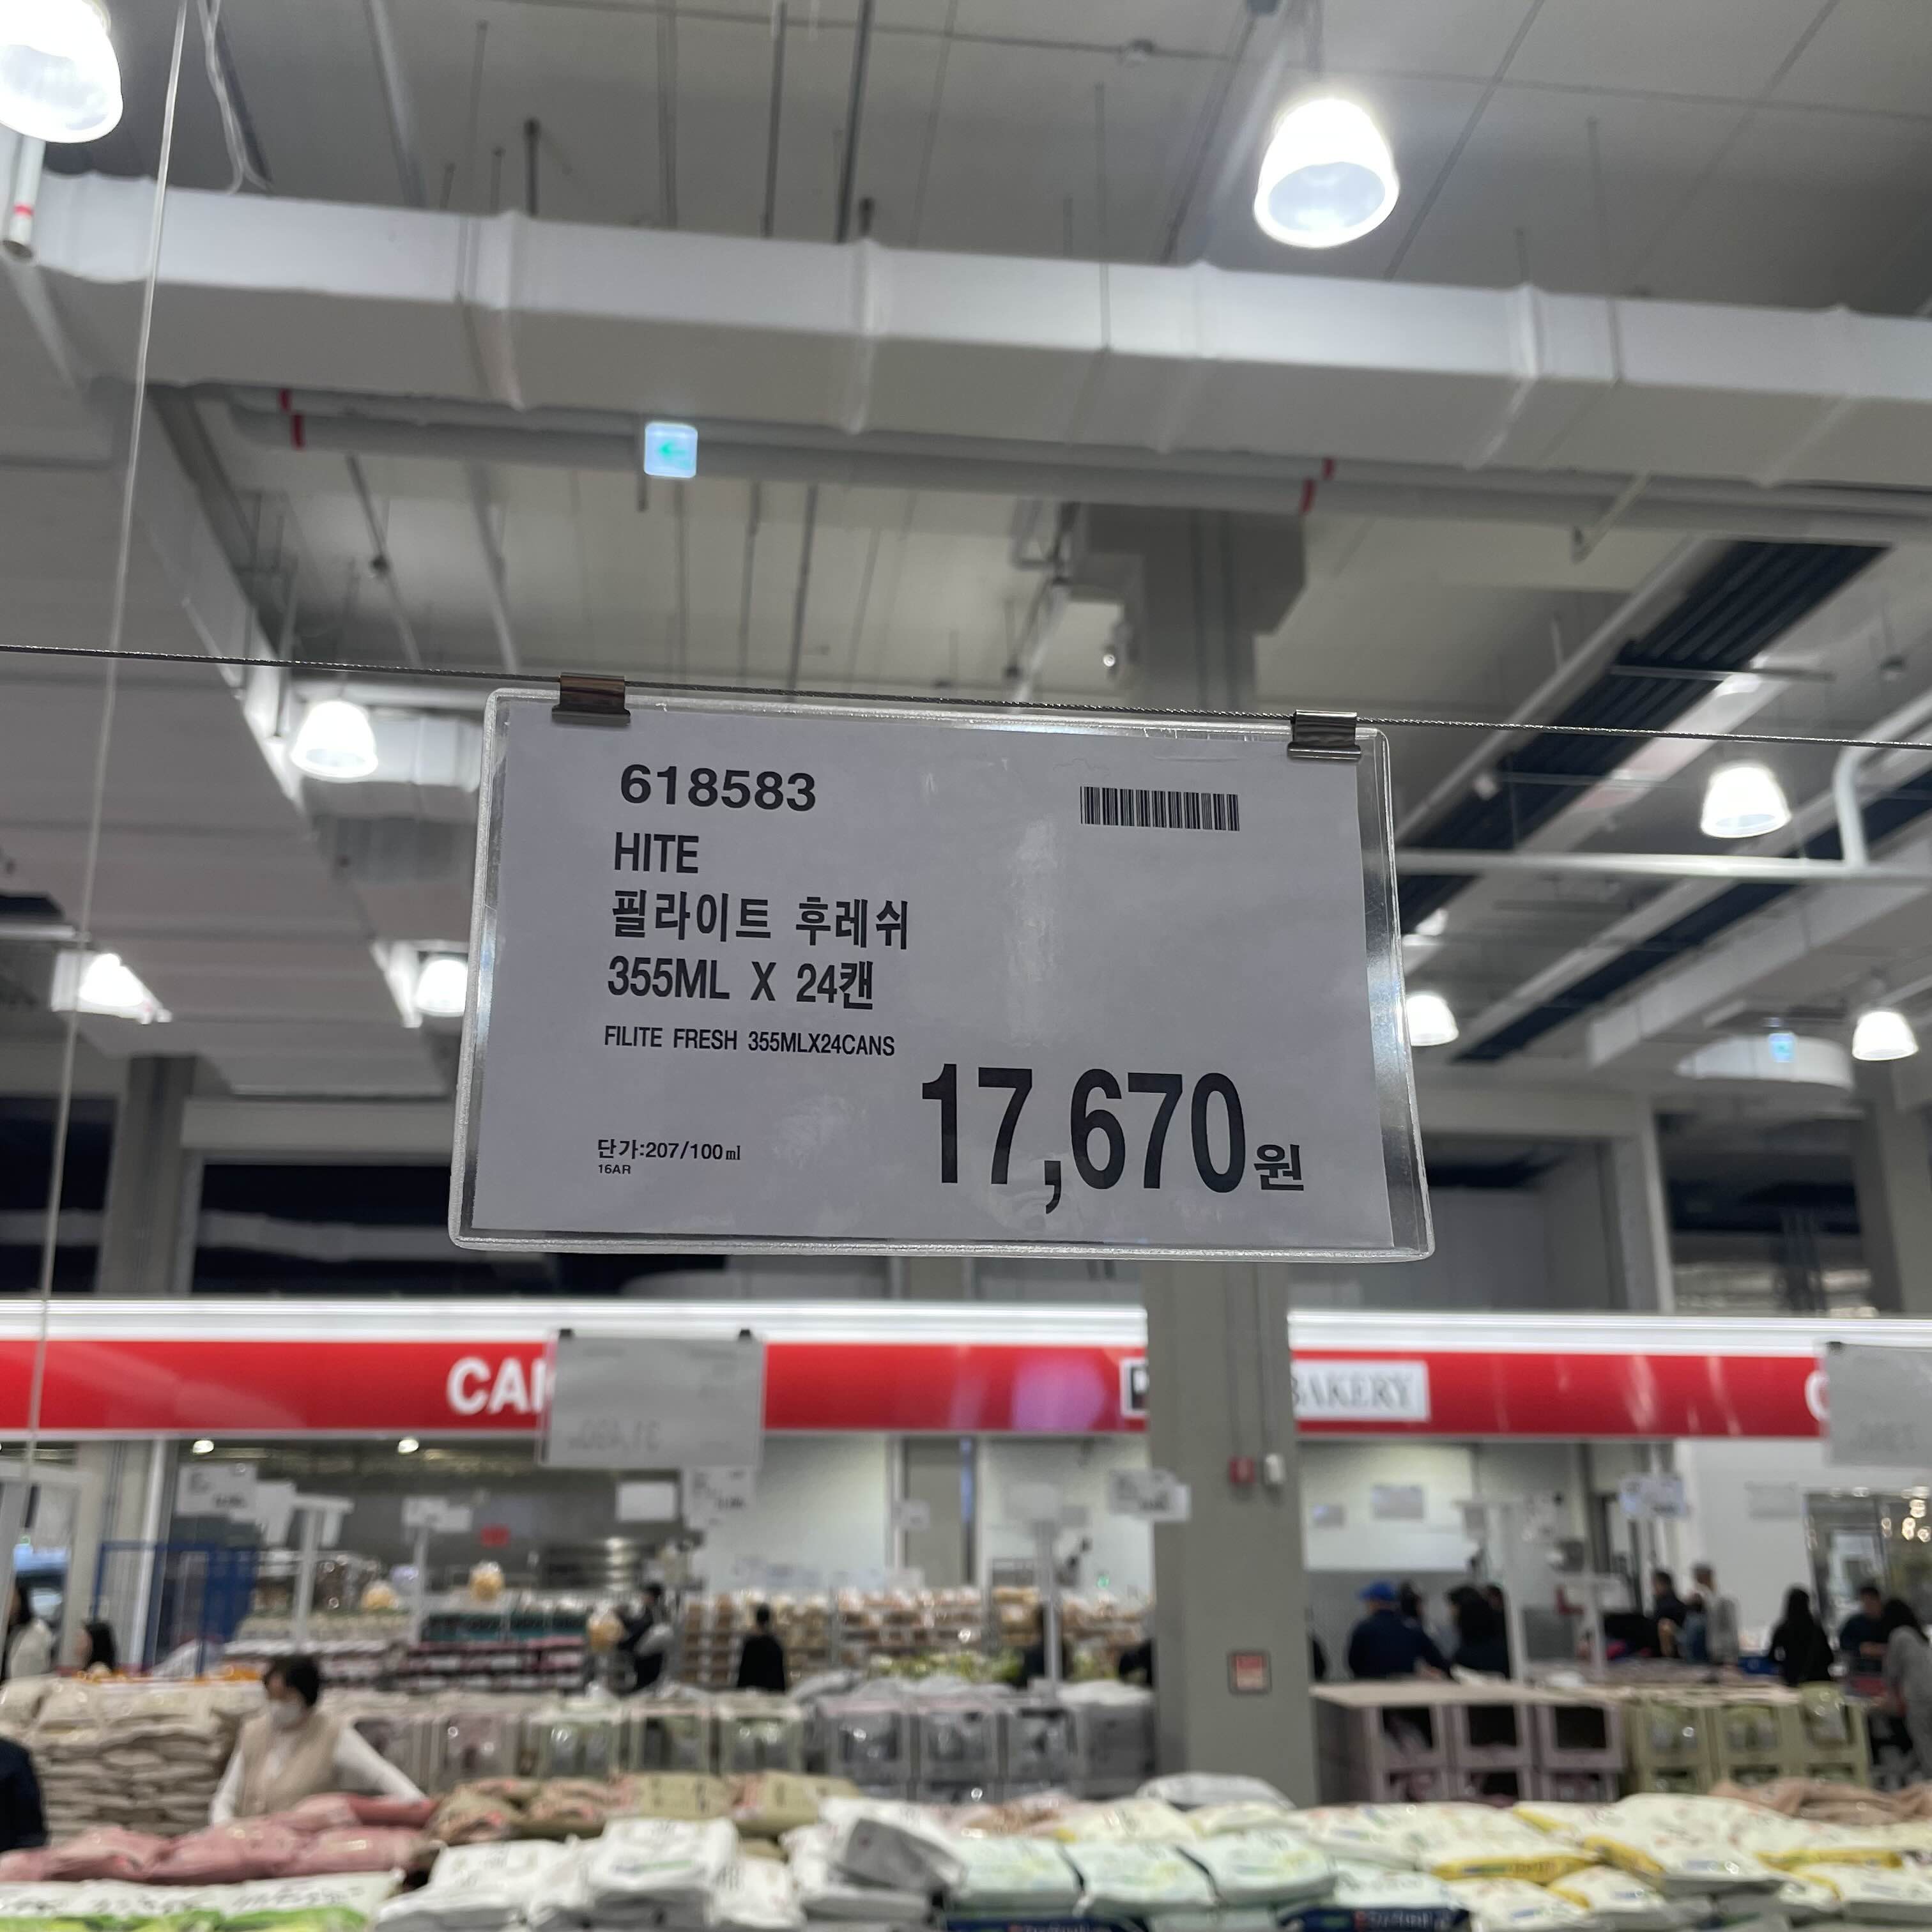 618583
HITE
필라이트 후레쉬
355ML X 24캔
FILITE FRESH 355MLX24CANS
17,670원
단가:207/100㎖
16AR
BAKERY